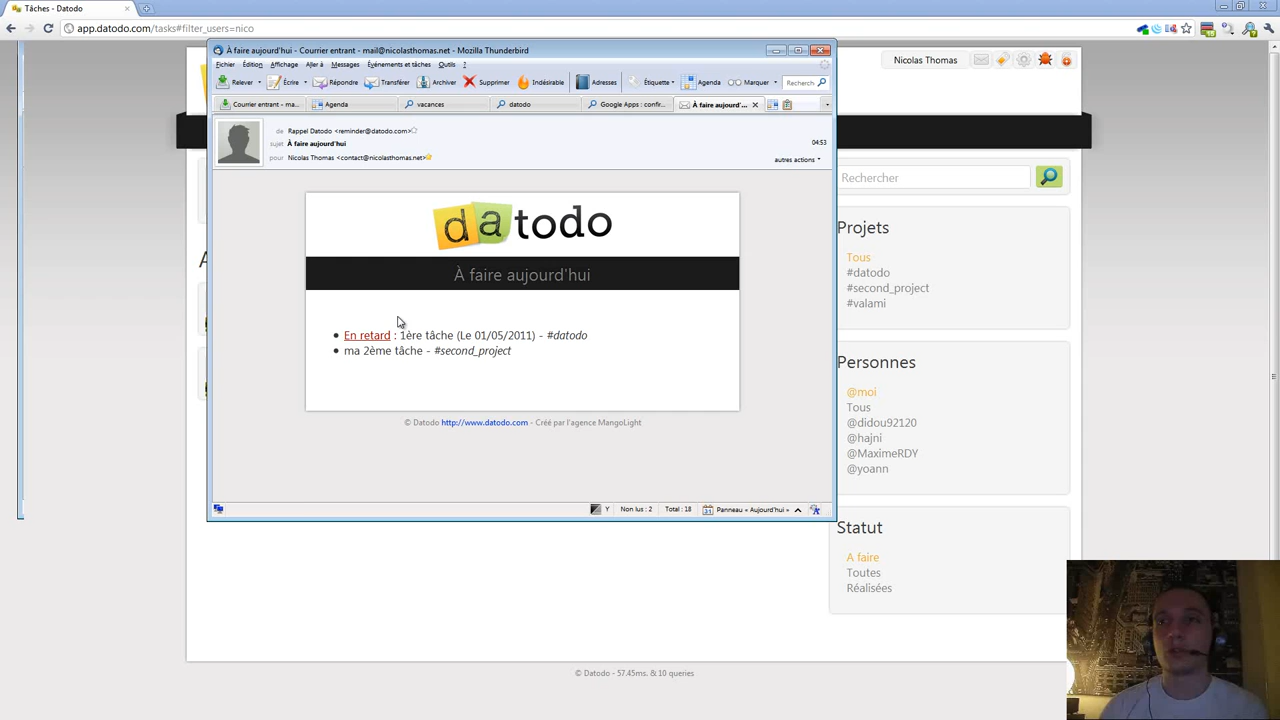 Tâches - Datodo
app.datodo.com/tasks#filter_users=nico
À faire aujourd'hui - Courrier entrant - mail@nicolasthomas.net - Mozilla Thunderbird
Fichier Édition Affichage Aller à Messages Événements et tâches Outils ?
Relever Écrire Répondre Transférer Archiver Supprimer Indésirable Adresses Étiquette Agenda Marquer Recherch
Courrier entrant - ma... Agenda vacances datodo Google Apps : confir... À faire aujourd'...
de Rappel Datodo <reminder@datodo.com>
sujet À faire aujourd'hui 04:53
pour Nicolas Thomas <contact@nicolasthomas.net>
autres actions
datodo
À faire aujourd'hui
En retard : 1ère tâche (Le 01/05/2011) - #datodo
ma 2ème tâche - #second_project
© Datodo http://www.datodo.com - Créé par l'agence MangoLight
Y Non lus : 2 Total : 18 31 Panneau « Aujourd'hui »
Nicolas Thomas
Rechercher
Projets
Tous
#datodo
#second_project
#valami
Personnes
@moi
Tous
@didou92120
@hajni
@MaximeRDY
@yoann
Statut
A faire
Toutes
Réalisées
A
© Datodo - 57.45ms. & 10 queries